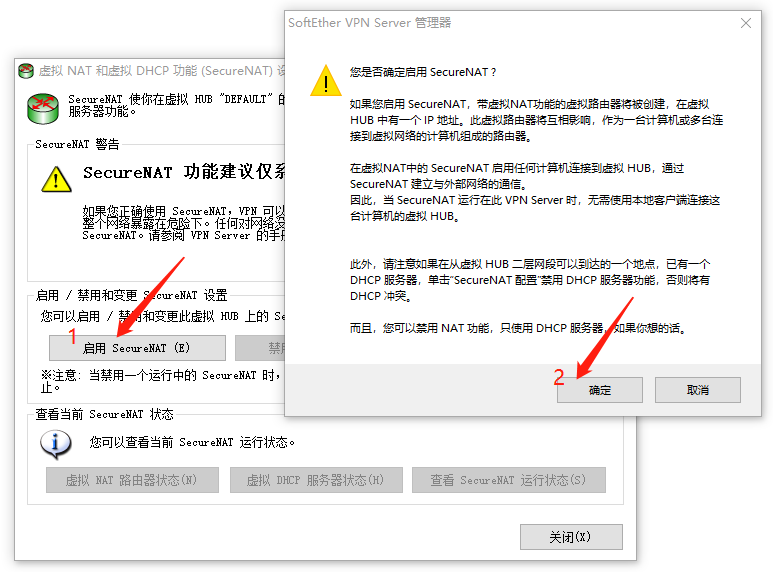 SoftEther VPN Server 管理器
您是否确定启用 SecureNAT？
如果您启用 SecureNAT，带虚拟NAT功能的虚拟路由器将被创建，在虚拟
HUB 中有一个 IP 地址。此虚拟路由器将互相影响，作为一台计算机或多台连
接到虚拟网络的计算机组成的路由器。
在虚拟NAT中的 SecureNAT 启用任何计算机连接到虚拟 HUB，通过
SecureNAT 建立与外部网络的通信。
因此，当 SecureNAT 运行在此 VPN Server 时，无需使用本地客户端连接这
台计算机的虚拟 HUB。
此外，请注意如果在从虚拟 HUB 二层网段可以到达的一个地点，已有一个
DHCP 服务器，单击"SecureNAT 配置"禁用 DHCP 服务器功能，否则将有
DHCP 冲突。
而且，您可以禁用 NAT 功能，只使用 DHCP 服务器，如果你想的话。
2
确定
取消
虚拟 NAT 和虚拟 DHCP 功能 (SecureNAT) 设
SecureNAT 使你在虚拟 HUB "DEFAULT" 的
服务器功能。
SecureNAT 警告
SecureNAT 功能建议仅系
如果您正确使用 SecureNAT，VPN 可以
整个网络暴露在危险下。任何对网络没
SecureNAT。请参阅 VPN Server 的手册
启用 / 禁用和变更 SecureNAT 设置
您可以启用 / 禁用和变更此虚拟 HUB 上的 Se
1
启用 SecureNAT (E)
禁用
※注意: 当禁用一个运行中的 SecureNAT 时，
止。
查看当前 SecureNAT 状态
您可以查看当前 SecureNAT 运行状态。
虚拟 NAT 路由器状态(N)
虚拟 DHCP 服务器状态(H)
查看 SecureNAT 运行状态(S)
关闭(X)